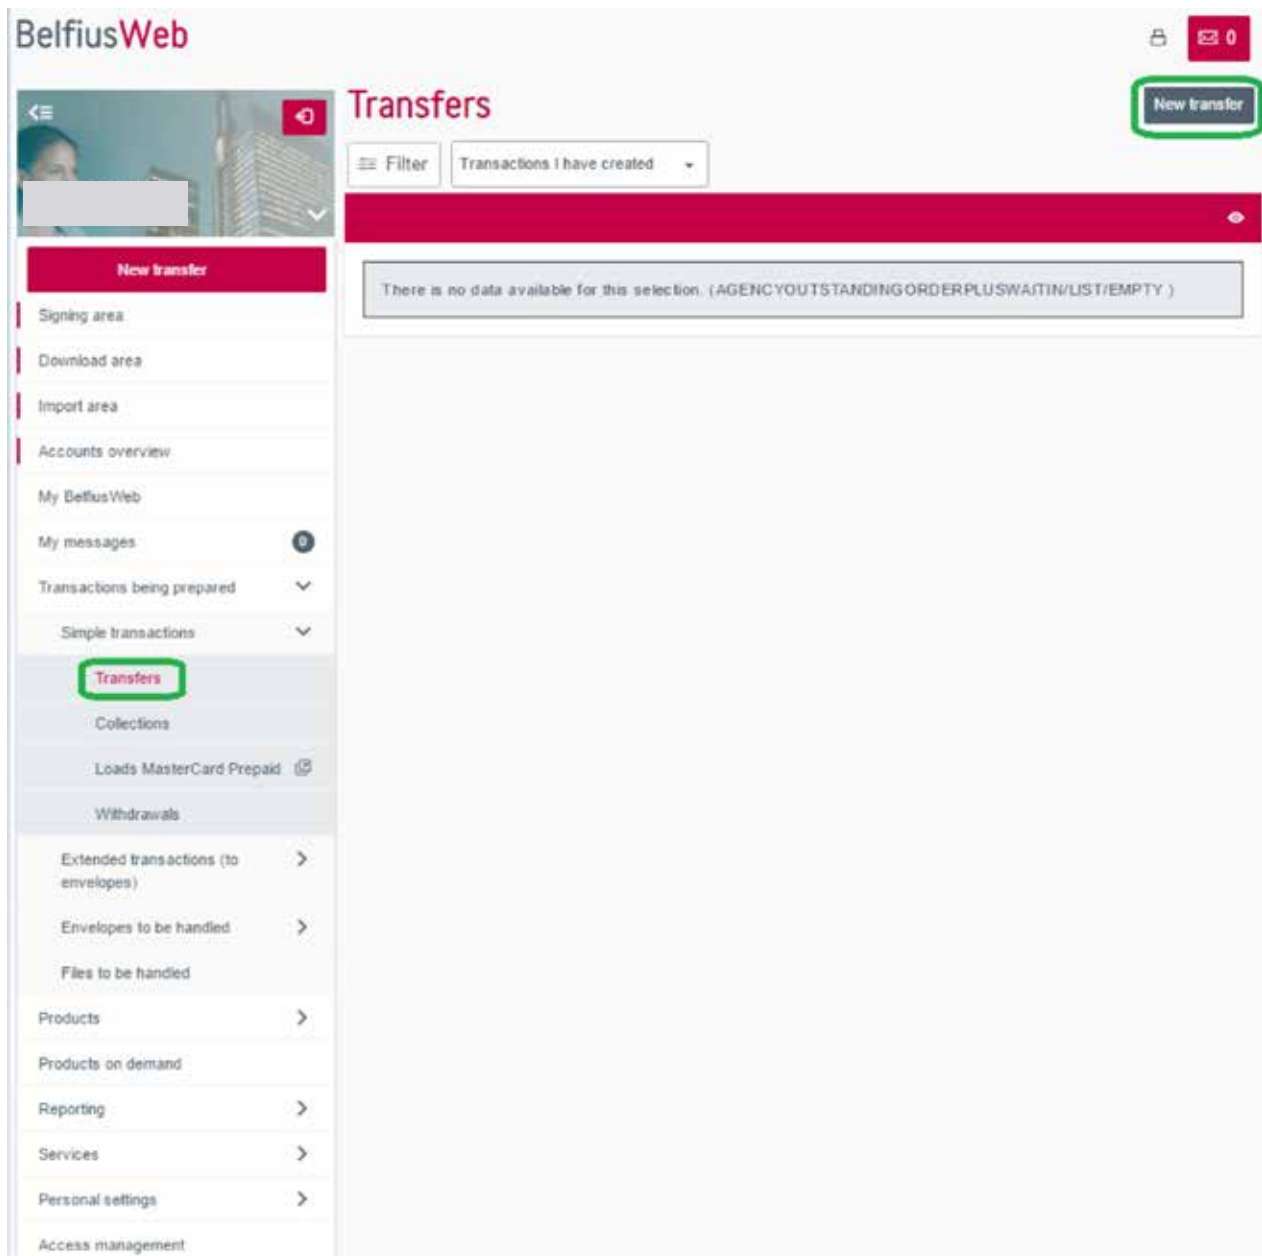 BelfiusWeb
0
Transfers
New transfer
Filter
Transactions I have created
There is no data available for this selection. (AGENCYOUTSTANDINGORDERPLUSWAITIN/LIST/EMPTY )
New transfer
Signing area
Download area
Import area
Accounts overview
My BelfiusWeb
My messages 0
Transactions being prepared
Simple transactions
Transfers
Collections
Loads MasterCard Prepaid
Withdrawals
Extended transactions (to
envelopes)
Envelopes to be handled
Files to be handled
Products
Products on demand
Reporting
Services
Personal settings
Access management